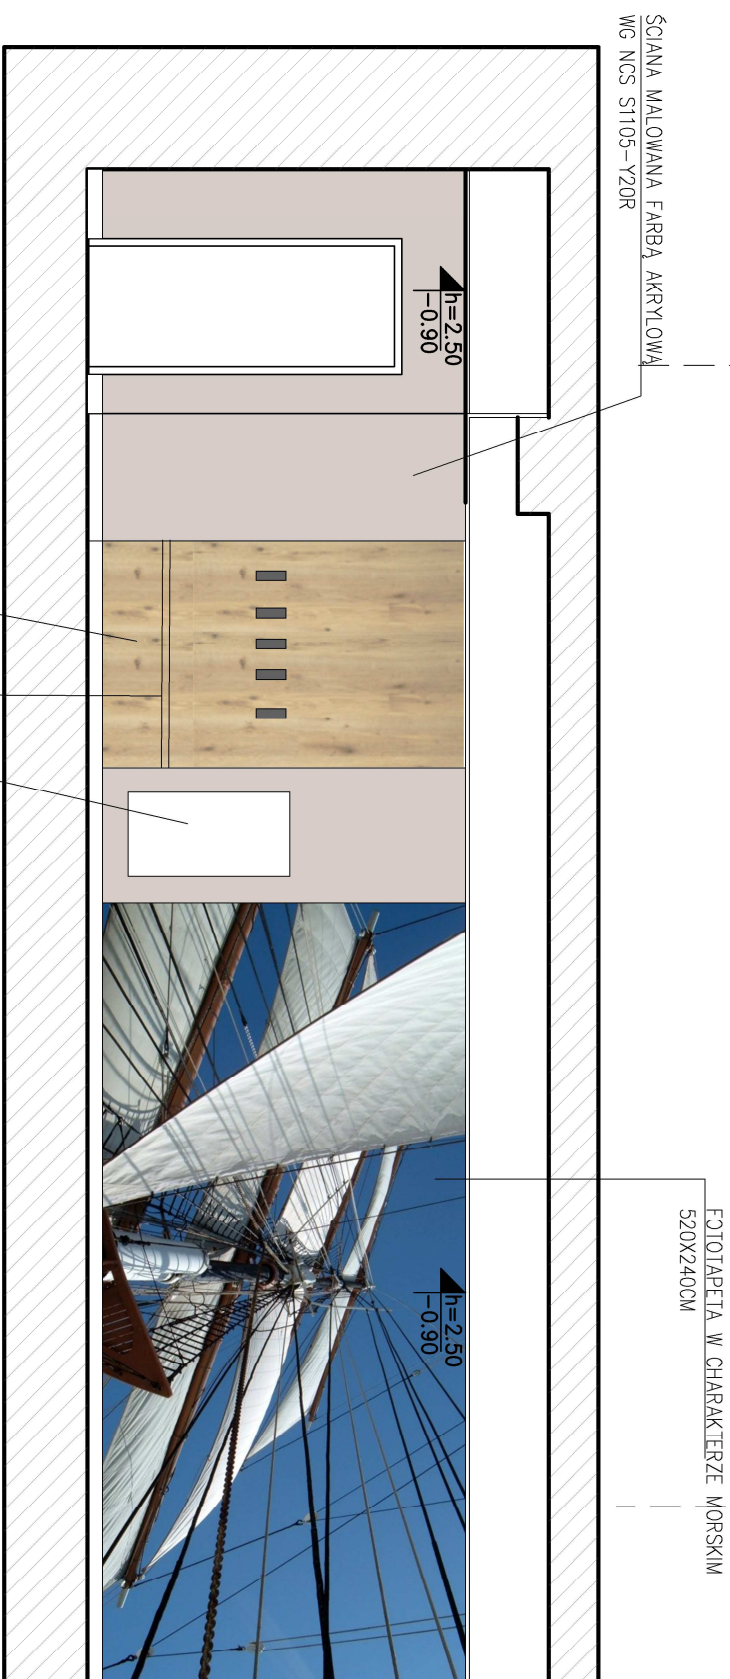 ŚCIANA MALOWANA FARBĄ AKRYLOWĄ
WG NCS S1105-Y20R
h=2.50
-0.90
FOTOTAPETA W CHARAKTERZE MORSKIM
520X240CM
h=2.50
-0.90